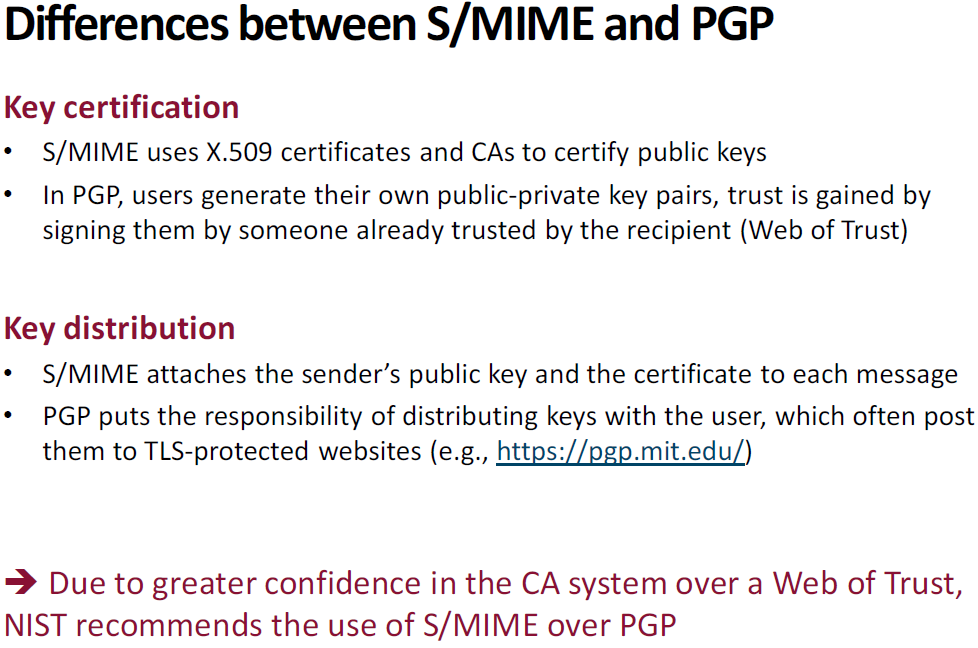 Differences between S/MIME and PGP
Key certification
• S/MIME uses X.509 certificates and CAs to certify public keys
• In PGP, users generate their own public-private key pairs, trust is gained by
signing them by someone already trusted by the recipient (Web of Trust)
Key distribution
• S/MIME attaches the sender’s public key and the certificate to each message
• PGP puts the responsibility of distributing keys with the user, which often post
them to TLS-protected websites (e.g., https://pgp.mit.edu/)
➔ Due to greater confidence in the CA system over a Web of Trust,
NIST recommends the use of S/MIME over PGP